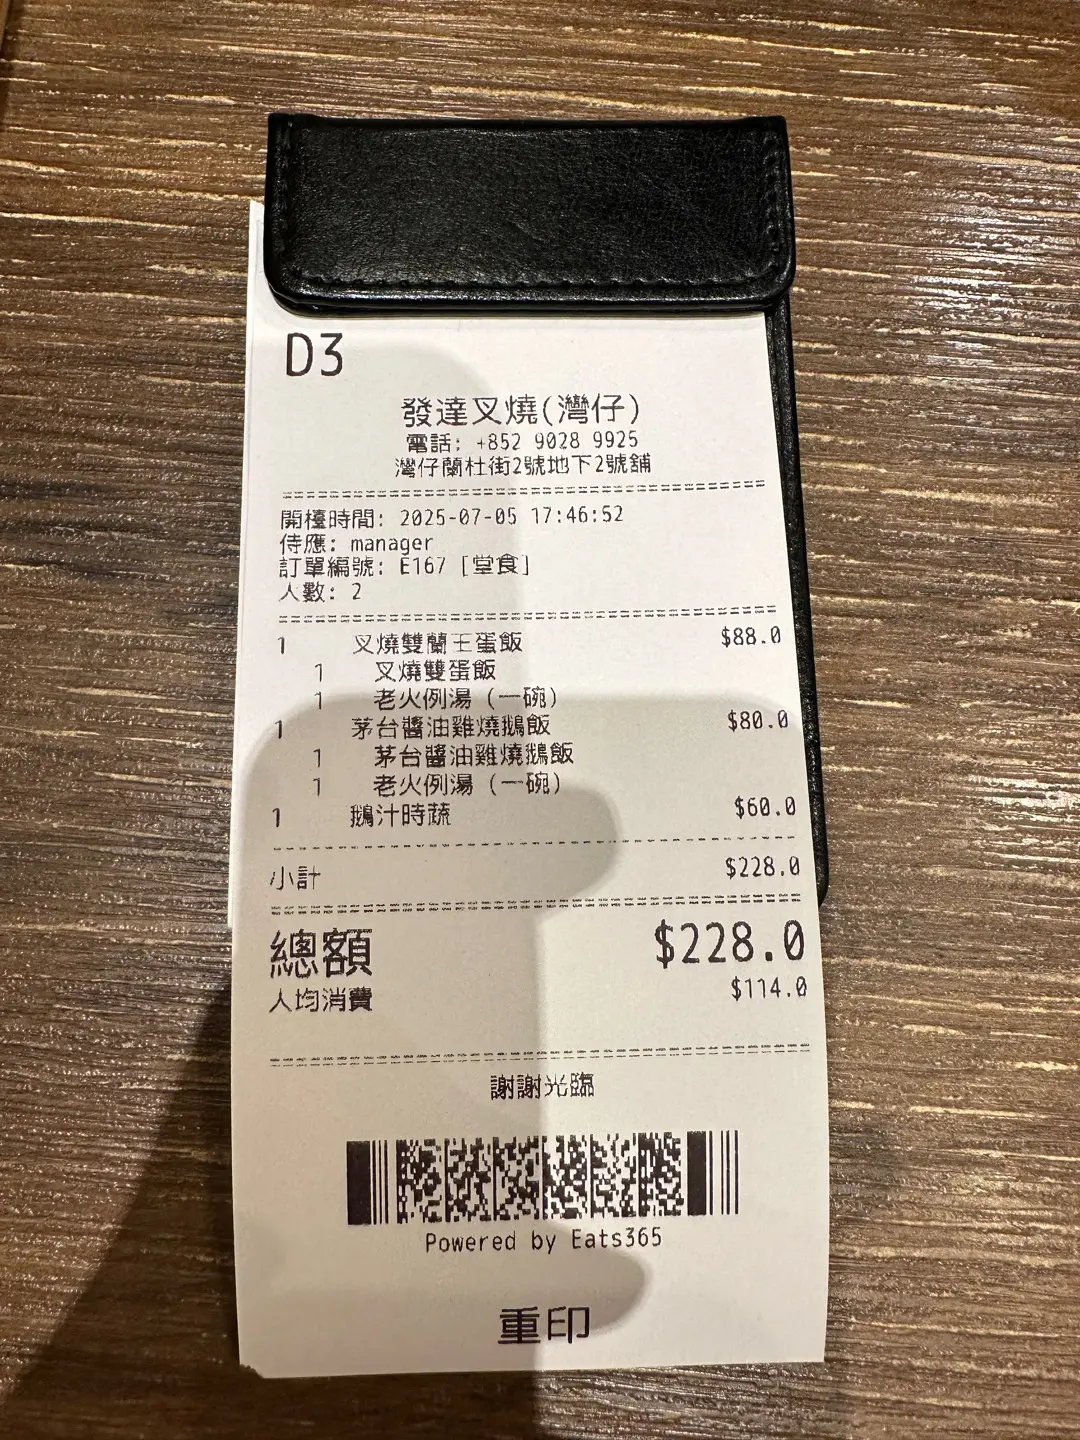 D3
發達叉燒(灣仔)
電話: +852 9028 9925
灣仔蘭杜街2號地下2號舖
開檯時間: 2025-07-05 17:46:52
侍應: manager
訂單編號: E167 [堂食]
人數: 2
1 叉燒雙蘭王蛋飯 $88.0
1 叉燒雙蛋飯
1 老火例湯 (一碗)
1 茅台醬油雞燒鵝飯 $80.0
1 茅台醬油雞燒鵝飯
1 老火例湯 (一碗)
1 鵝汁時蔬 $60.0
小計 $228.0
總額 $228.0
人均消費 $114.0
謝謝光臨
Powered by Eats365
重印